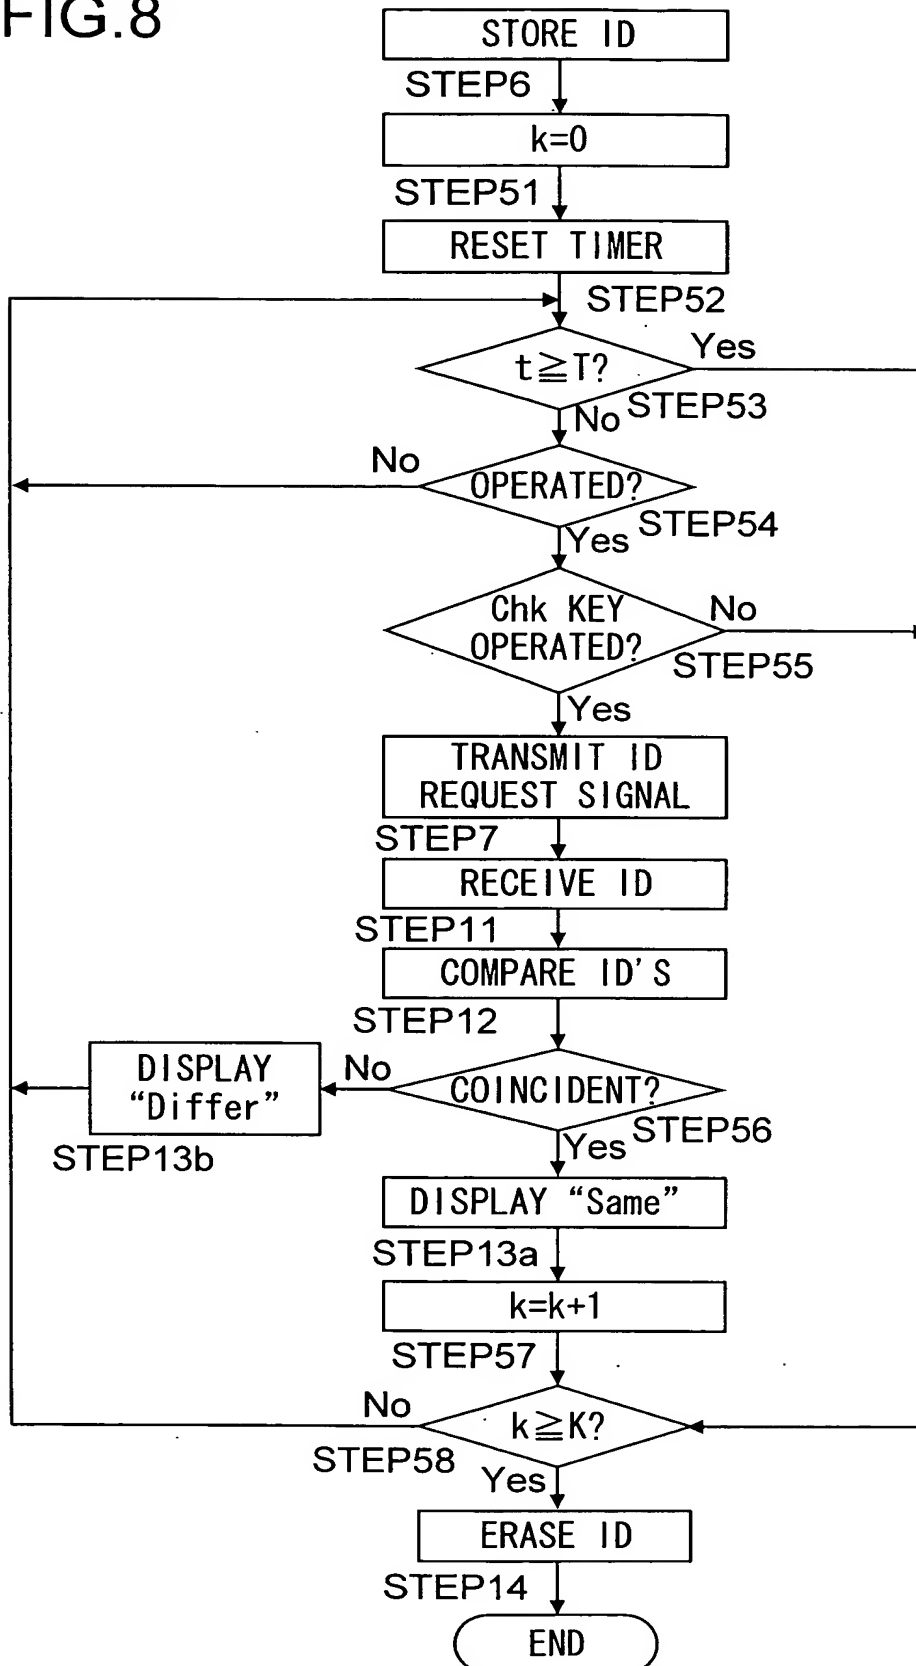 FIG.8
STORE ID
STEP6
k=0
STEP51
RESET TIMER
STEP52
t≧T?
Yes
STEP53
No
No
OPERATED?
STEP54
Yes
Chk KEY
OPERATED?
No
STEP55
Yes
TRANSMIT ID
REQUEST SIGNAL
STEP7
RECEIVE ID
STEP11
COMPARE ID'S
STEP12
DISPLAY
“Differ”
No
STEP13b
COINCIDENT?
STEP56
Yes
DISPLAY “Same”
STEP13a
k=k+1
STEP57
No
k≧K?
STEP58
Yes
ERASE ID
STEP14
END